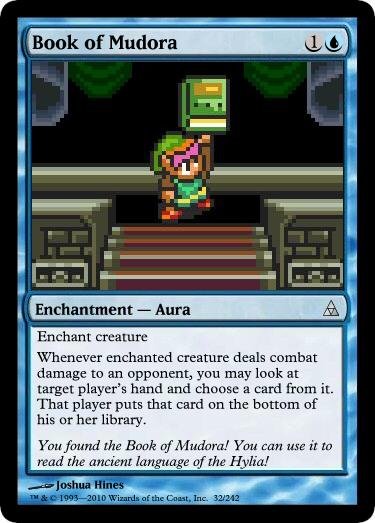 Book of Mudora 1
Enchantment — Aura
Enchant creature
Whenever enchanted creature deals combat
damage to an opponent, you may look at
target player's hand and choose a card from it.
That player puts that card on the bottom of
his or her library.
You found the Book of Mudora! You can use it to
read the ancient language of the Hylia!
Joshua Hines
™ & © 1993—2010 Wizards of the Coast, Inc. 32/242